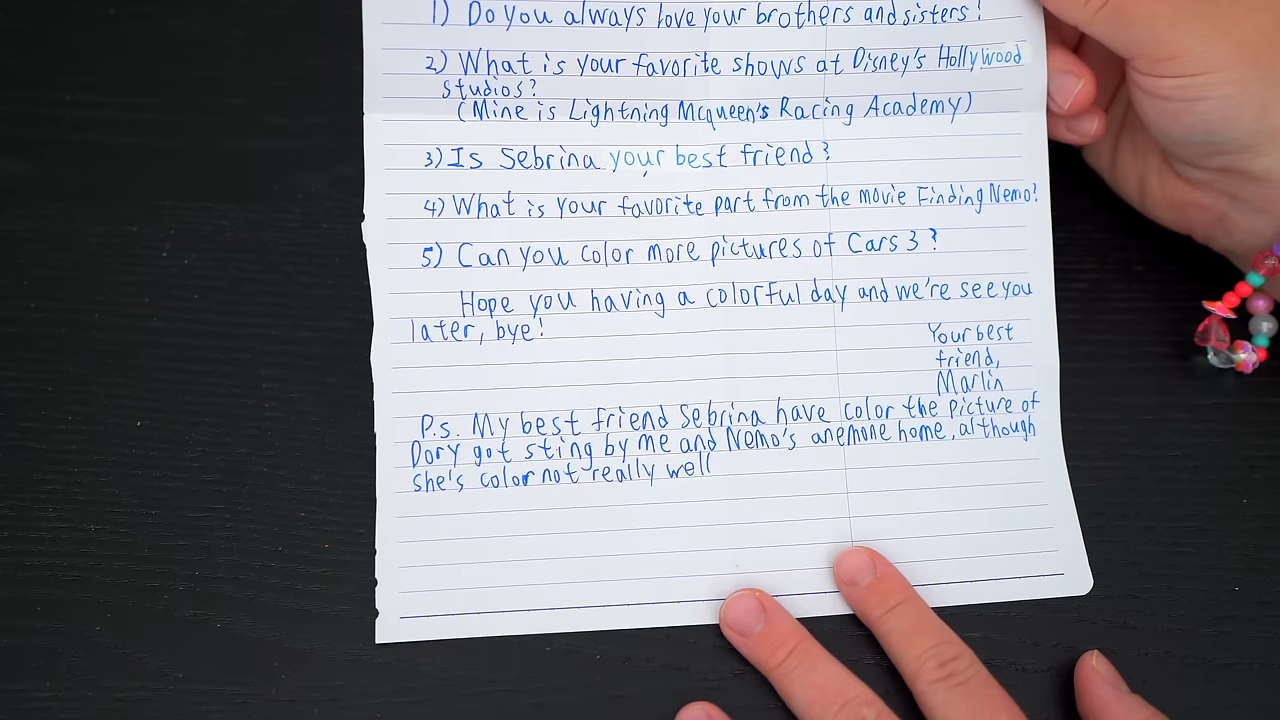 1) Do you always love your brothers and sisters?
2) What is your favorite shows at Disney's Hollywood
studios?
(Mine is Lightning Mcqueen's Racing Academy)
3) Is Sebrina your best friend?
4) What is your favorite part from the movie Finding Nemo?
5) Can you color more pictures of Cars 3?
Hope you having a colorful day and we're see you
later, bye!
Your best
friend,
Marlin
P.s. My best friend Sebrina have color the picture of
Dory got sting by me and Nemo's anemone home, although
she's color not really well